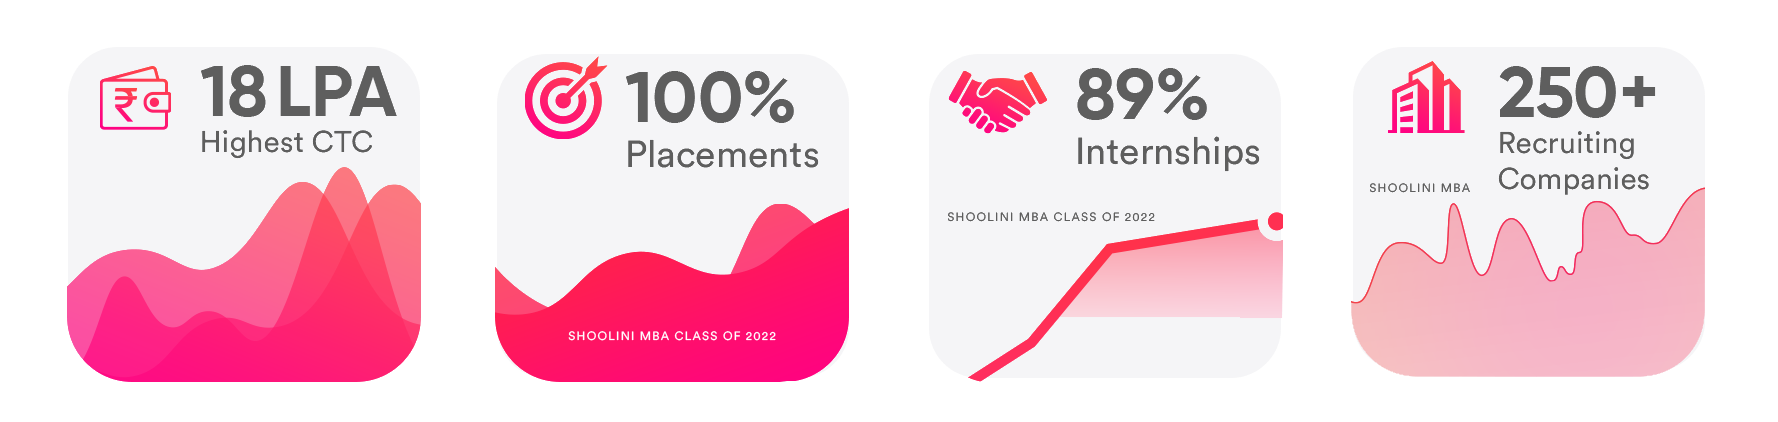 18 LPA
Highest CTC
100%
Placements
SHOOLINI MBA CLASS OF 2022
89%
Internships
SHOOLINI MBA CLASS OF 2022
250+
Recruiting
Companies
SHOOLINI MBA